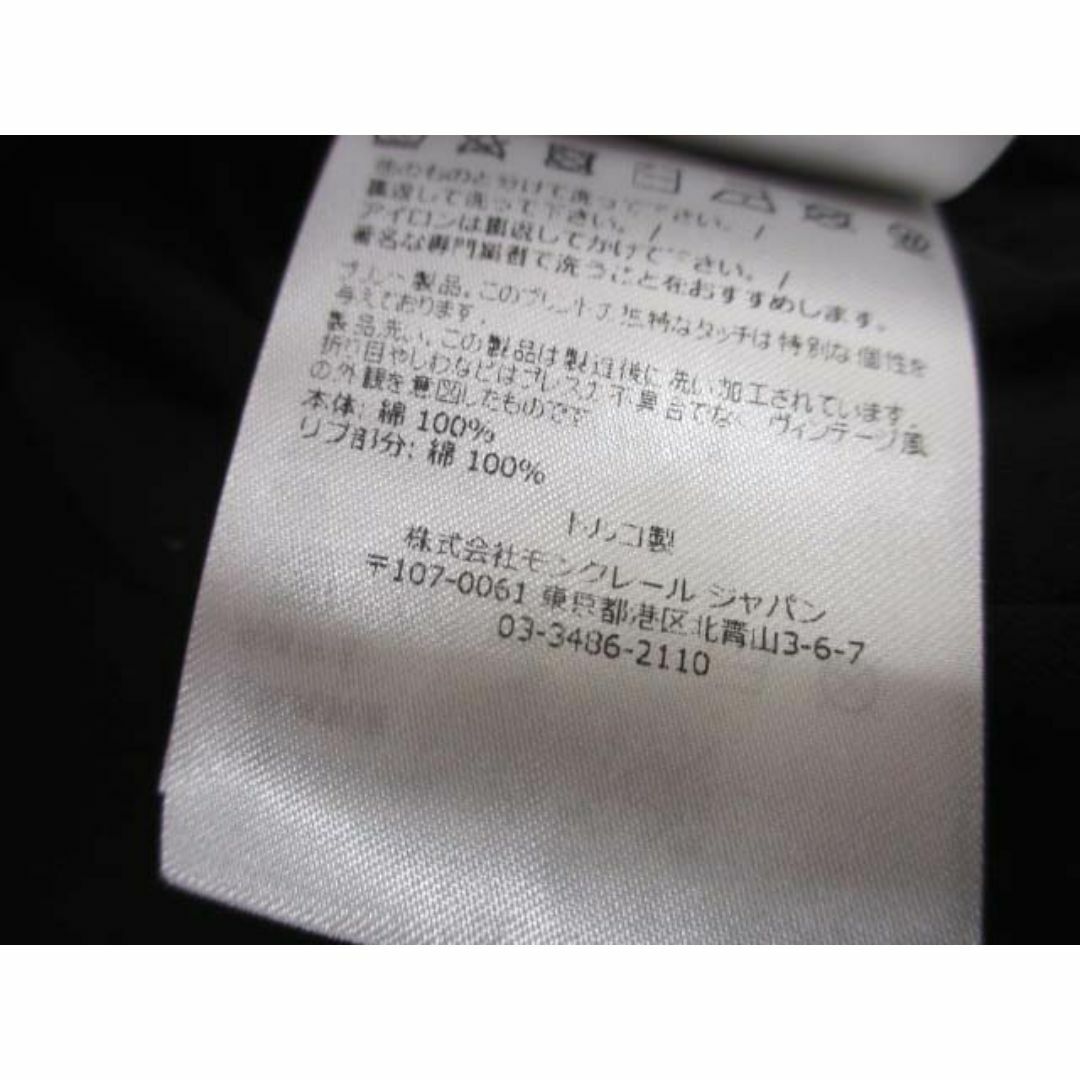 他のものと分けて洗って下さい。/
裏返して洗って下さい。/
アイロンは裏返してかけて下さい。/
著名な専門業者で洗うことをおすすめします。
製品。このプリントの独特なタッチは特別な個性を
与えております。
製品洗い。この製品は製造後に洗い加工されています。
折り目やしわなどはプレスや不具合でなく ヴィンテージ風
の外観を意図したものです
本体: 綿 100%
リブ部分: 綿 100%
トルコ製
株式会社モンクレール ジャパン
〒107-0061 東京都港区北青山3-6-7
03-3486-2110